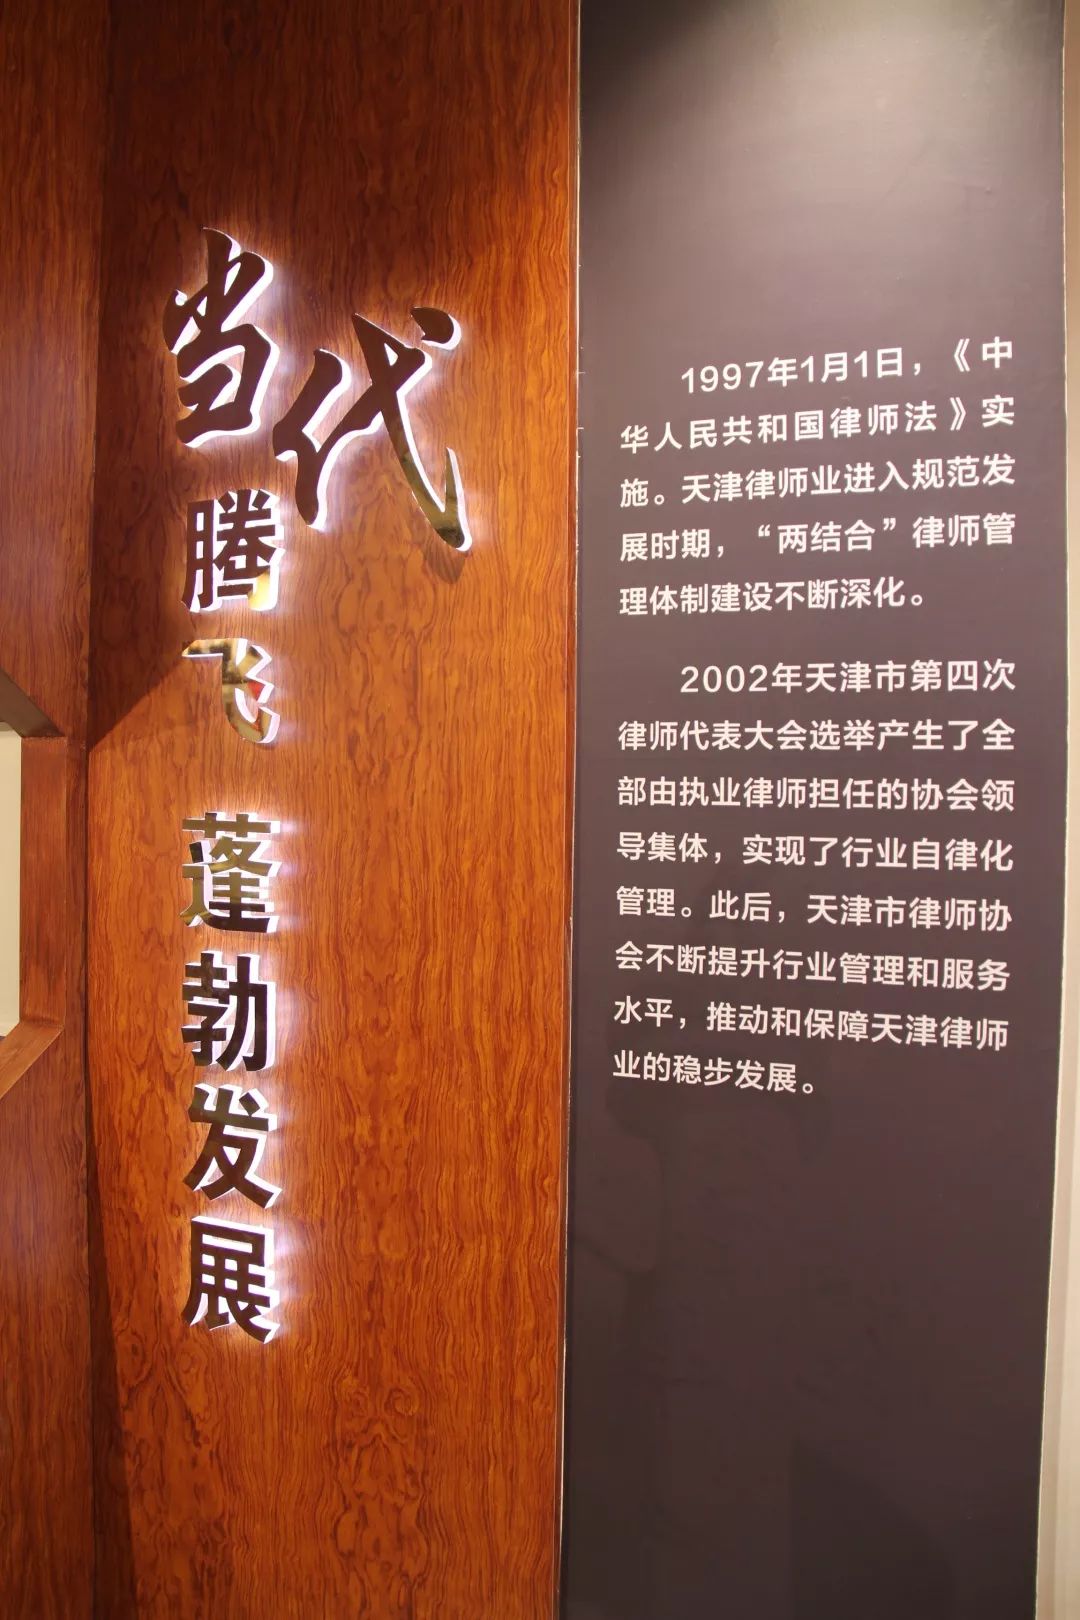 当代
腾飞 蓬勃发展
1997年1月1日，《中
华人民共和国律师法》实
施。天津律师业进入规范发
展时期，“两结合”律师管
理体制建设不断深化。
2002年天津市第四次
律师代表大会选举产生了全
部由执业律师担任的协会领
导集体，实现了行业自律化
管理。此后，天津市律师协
会不断提升行业管理和服务
水平，推动和保障天津律师
业的稳步发展。